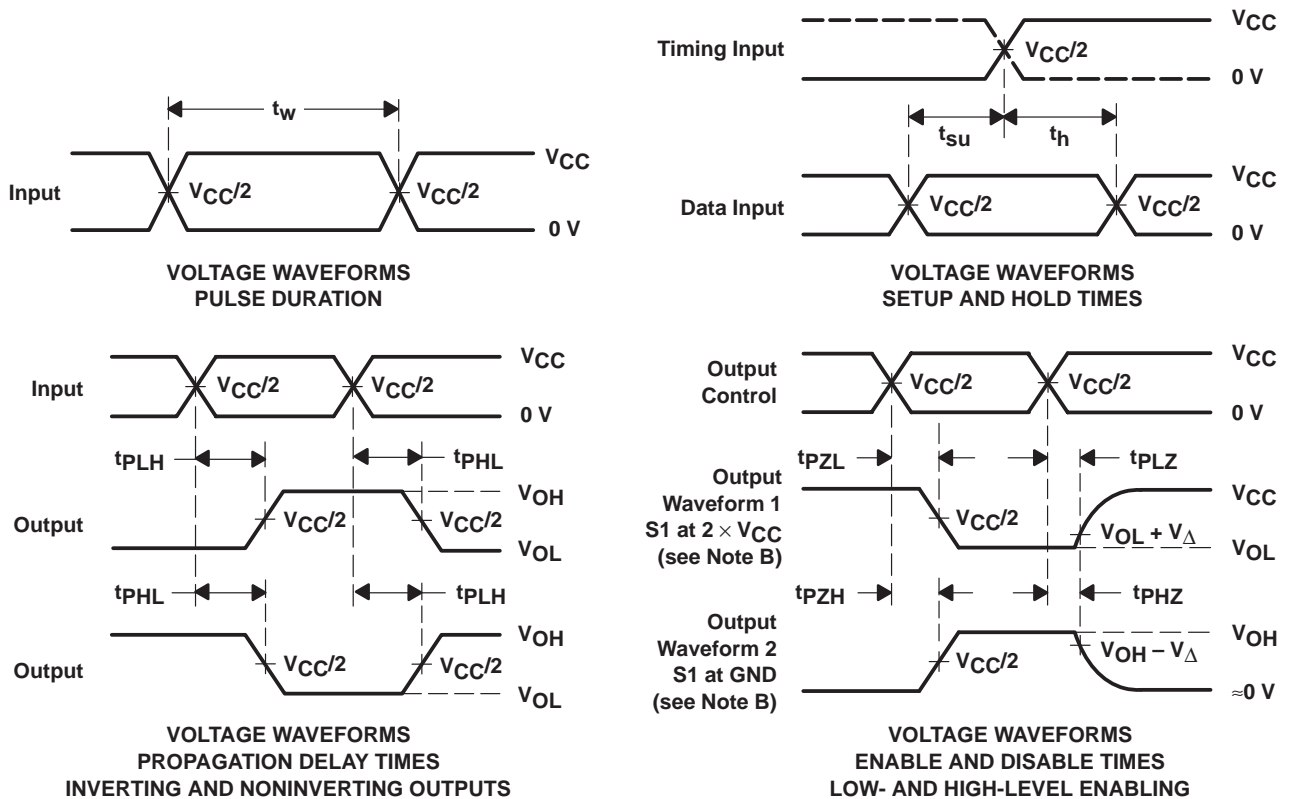 t_w
Input
V_CC/2
V_CC/2
V_CC
0 V
VOLTAGE WAVEFORMS
PULSE DURATION
Timing Input
V_CC/2
V_CC
0 V
t_su
t_h
Data Input
V_CC/2
V_CC/2
V_CC
0 V
VOLTAGE WAVEFORMS
SETUP AND HOLD TIMES
Input
V_CC/2
V_CC/2
V_CC
0 V
t_PLH
t_PHL
Output
V_CC/2
V_CC/2
V_OH
V_OL
t_PHL
t_PLH
Output
V_CC/2
V_CC/2
V_OH
V_OL
VOLTAGE WAVEFORMS
PROPAGATION DELAY TIMES
INVERTING AND NONINVERTING OUTPUTS
Output
Control
V_CC/2
V_CC/2
V_CC
0 V
t_PZL
t_PLZ
Output
Waveform 1
S1 at 2 × V_CC
(see Note B)
V_CC/2
V_OL + V_Δ
V_CC
V_OL
t_PZH
t_PHZ
Output
Waveform 2
S1 at GND
(see Note B)
V_CC/2
V_OH – V_Δ
V_OH
≈0 V
VOLTAGE WAVEFORMS
ENABLE AND DISABLE TIMES
LOW- AND HIGH-LEVEL ENABLING